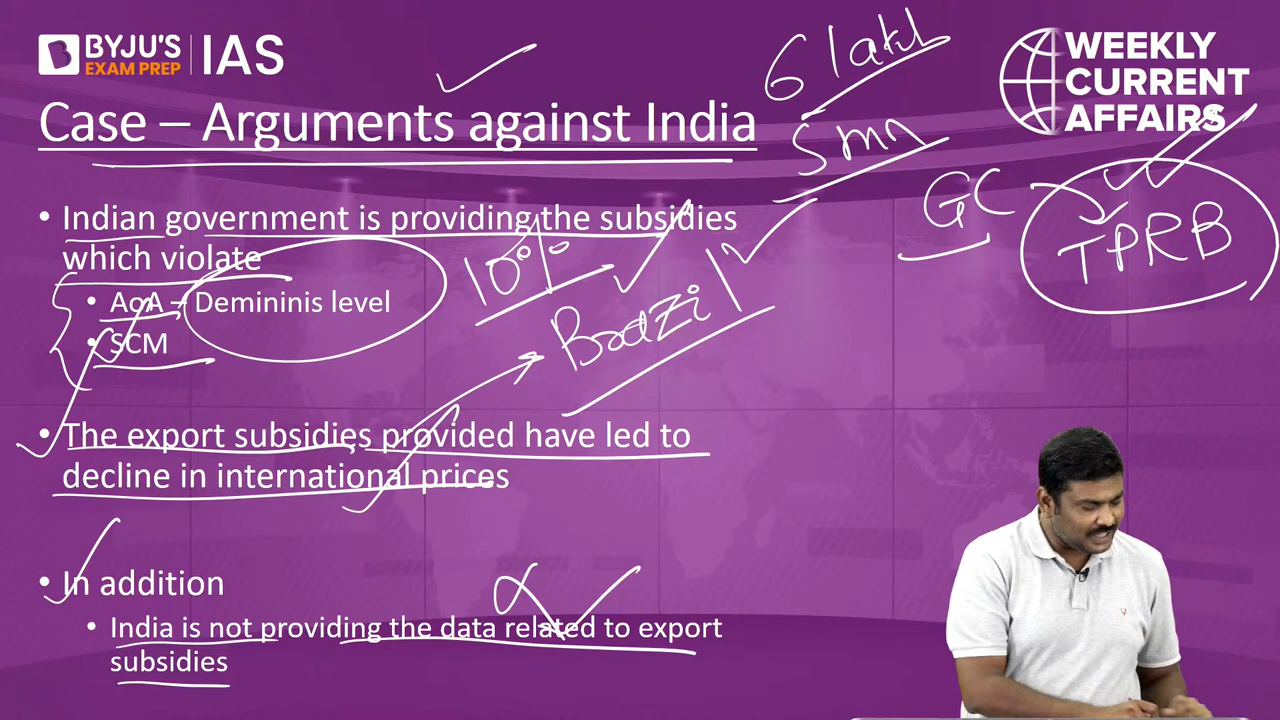 BYJU'S
EXAM PREP
IAS
WEEKLY
CURRENT
AFFAIRS
6 lakh
5 mn
GC
TPRB
Case – Arguments against India
• Indian government is providing the subsidies
which violate
• AoA – Demininis level
• SCM
10%
Brazil
• The export subsidies provided have led to
decline in international prices
• In addition
• India is not providing the data related to export
subsidies